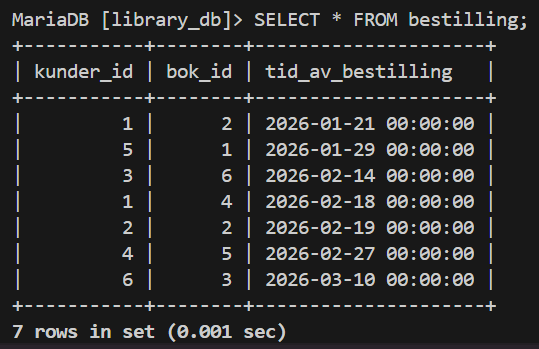 MariaDB [library_db]> SELECT * FROM bestilling;
+-----------+--------+---------------------+
| kunder_id | bok_id | tid_av_bestilling   |
+-----------+--------+---------------------+
|         1 |      2 | 2026-01-21 00:00:00 |
|         5 |      1 | 2026-01-29 00:00:00 |
|         3 |      6 | 2026-02-14 00:00:00 |
|         1 |      4 | 2026-02-18 00:00:00 |
|         2 |      2 | 2026-02-19 00:00:00 |
|         4 |      5 | 2026-02-27 00:00:00 |
|         6 |      3 | 2026-03-10 00:00:00 |
+-----------+--------+---------------------+
7 rows in set (0.001 sec)